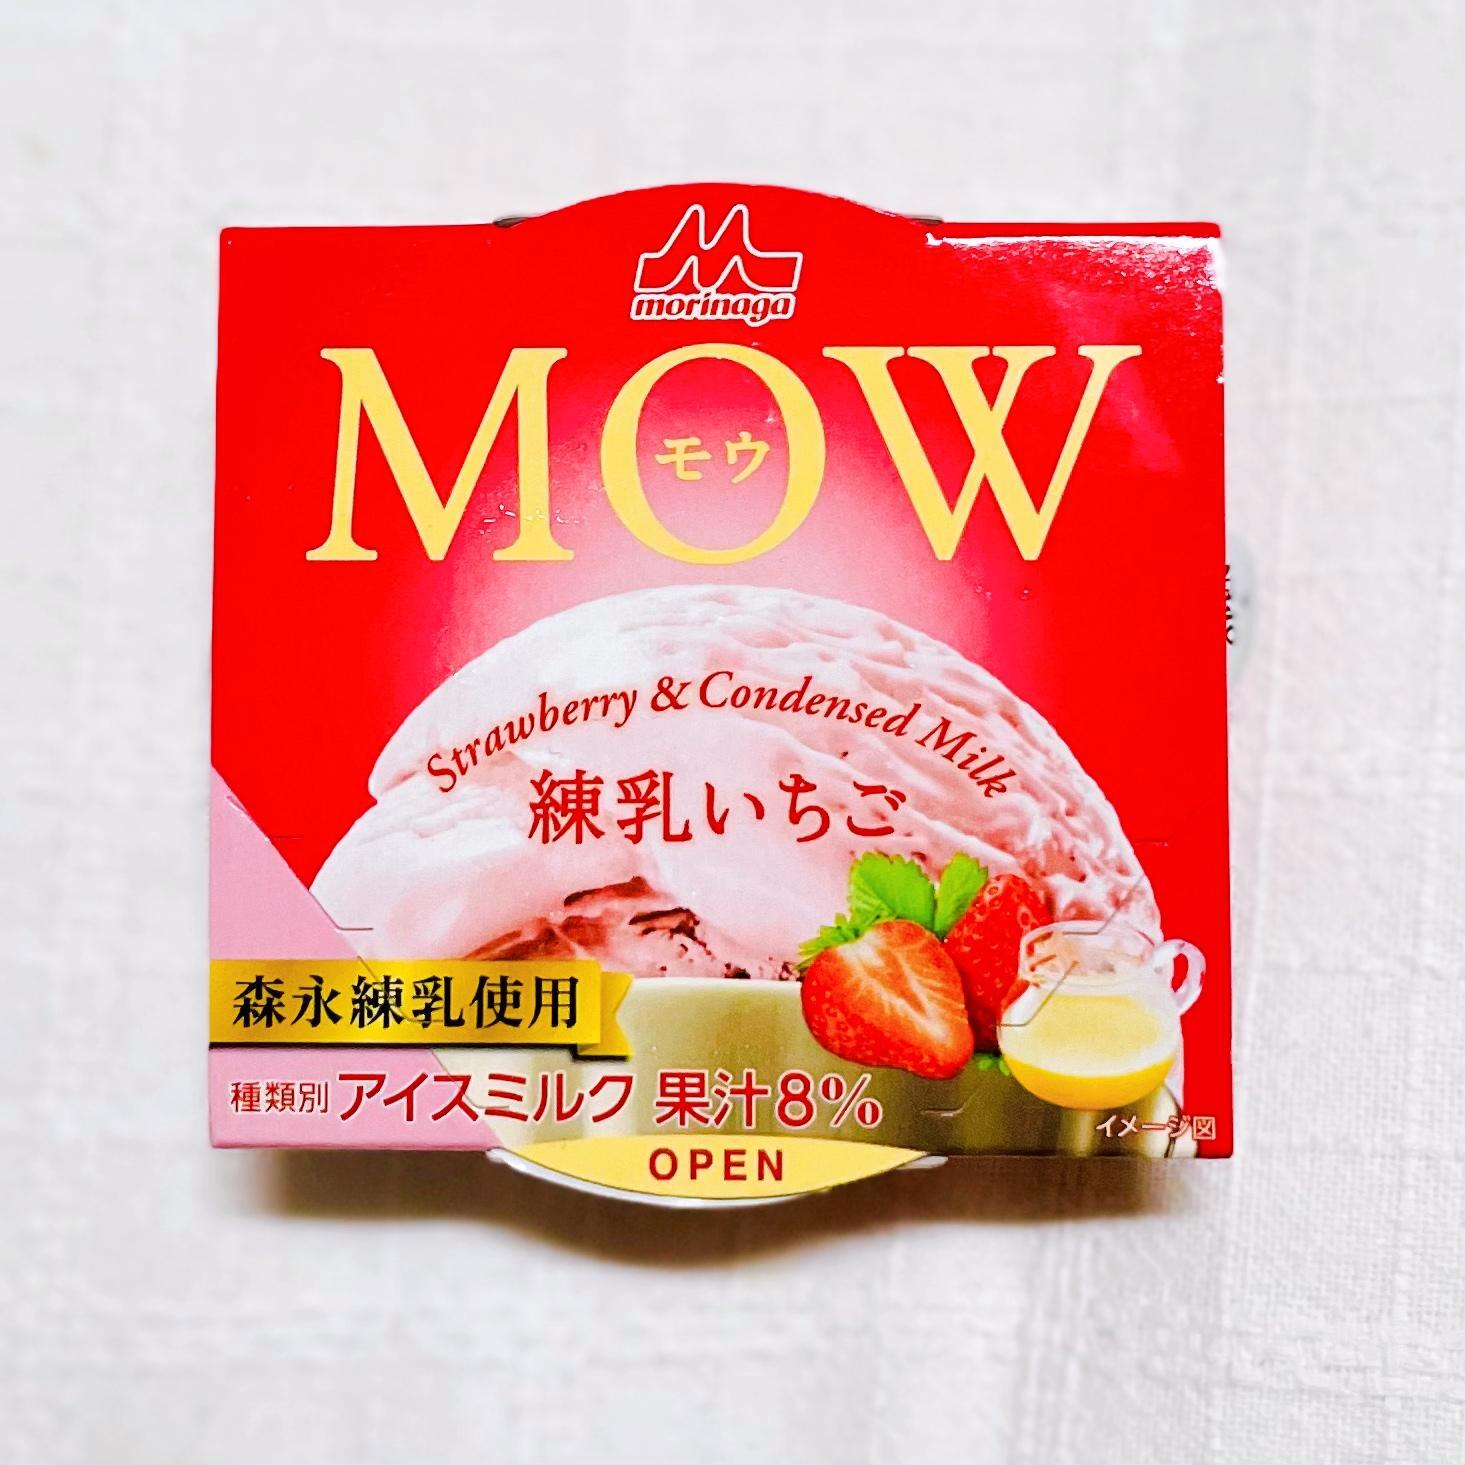 morinaga
MOW
モウ
Strawberry & Condensed Milk
練乳いちご
森永練乳使用
種類別 アイスミルク 果汁8%
イメージ図
OPEN